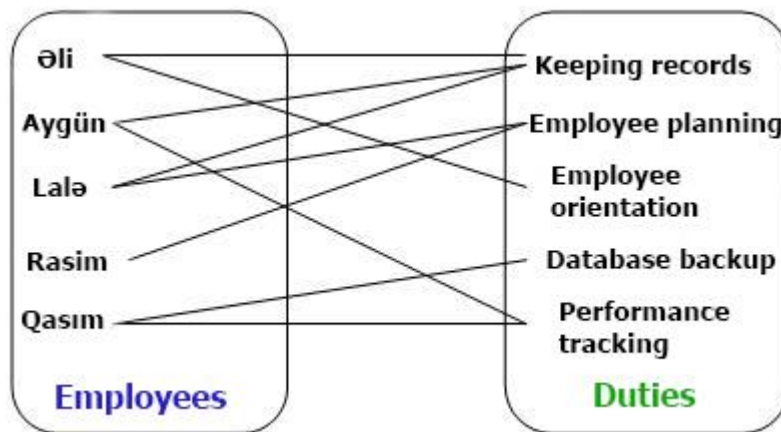 Əli
Aygün
Lalə
Rasim
Qasım
Employees
Keeping records
Employee planning
Employee
orientation
Database backup
Performance
tracking
Duties